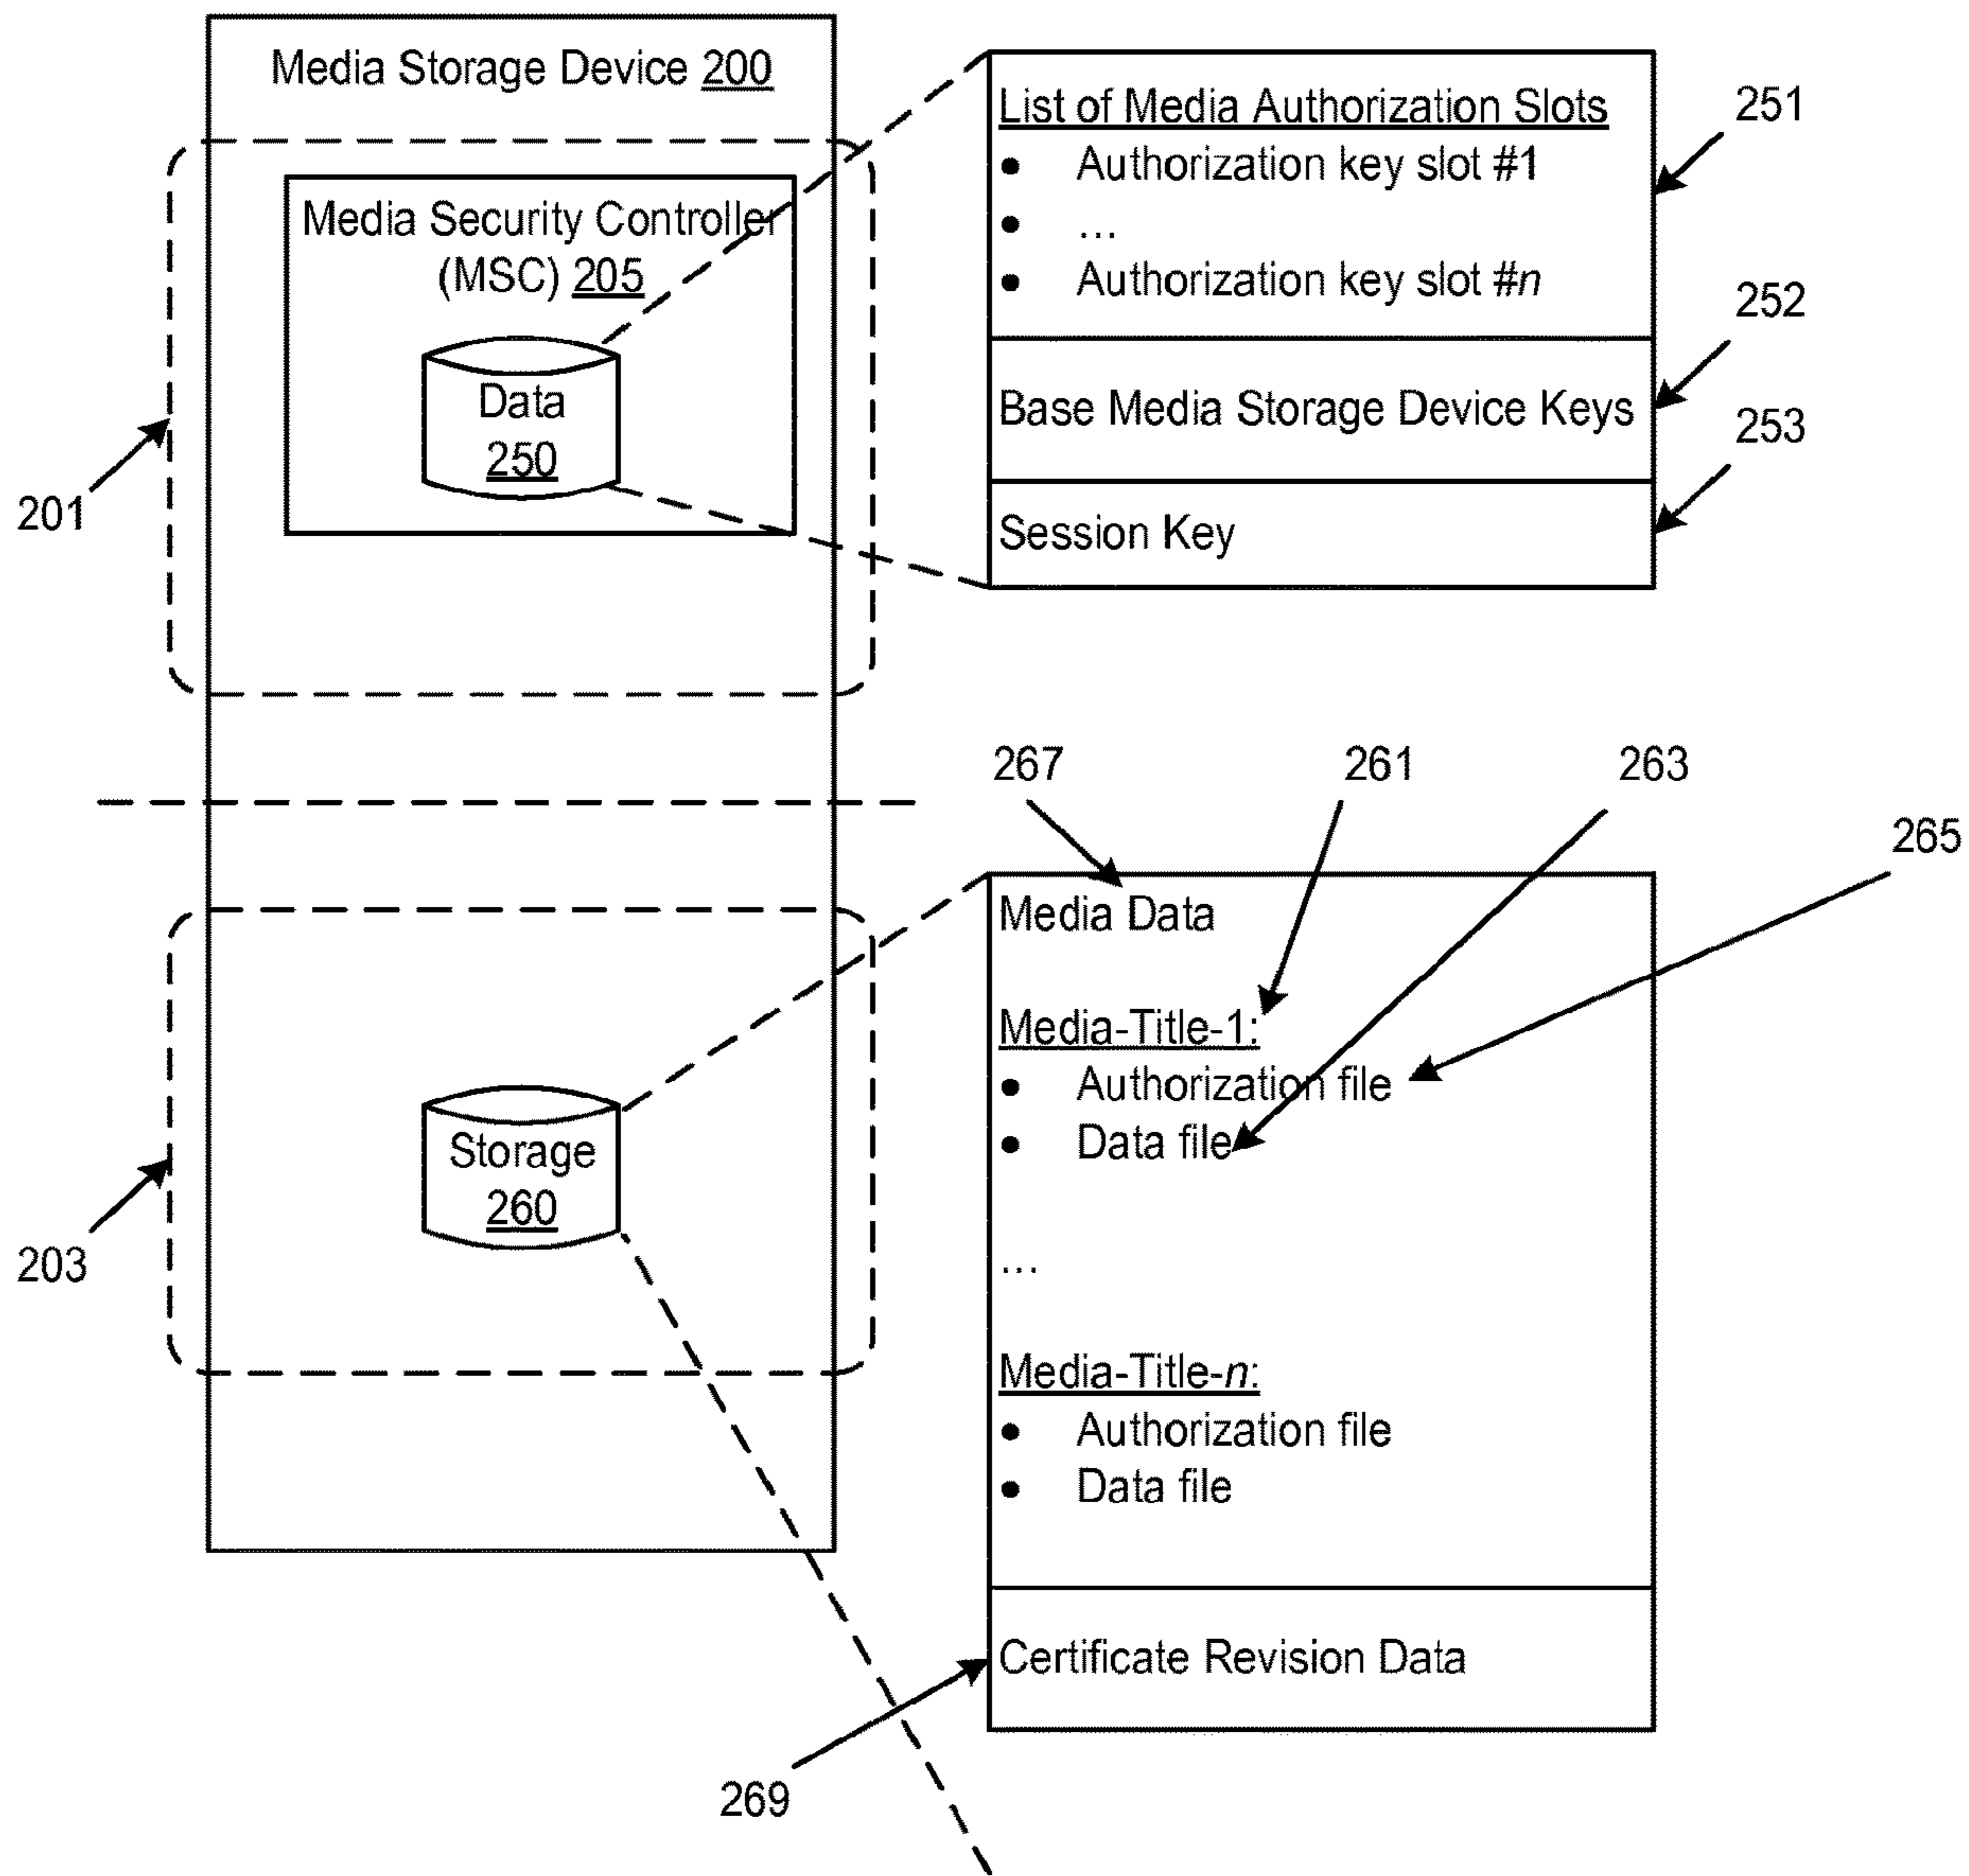 Media Storage Device 200
Media Security Controller
(MSC) 205
Data
250
201
List of Media Authorization Slots
• Authorization key slot #1
• ...
• Authorization key slot #n
Base Media Storage Device Keys
Session Key
251
252
253
Storage
260
203
267
261
263
265
Media Data
Media-Title-1:
• Authorization file
• Data file
...
Media-Title-n:
• Authorization file
• Data file
Certificate Revision Data
269